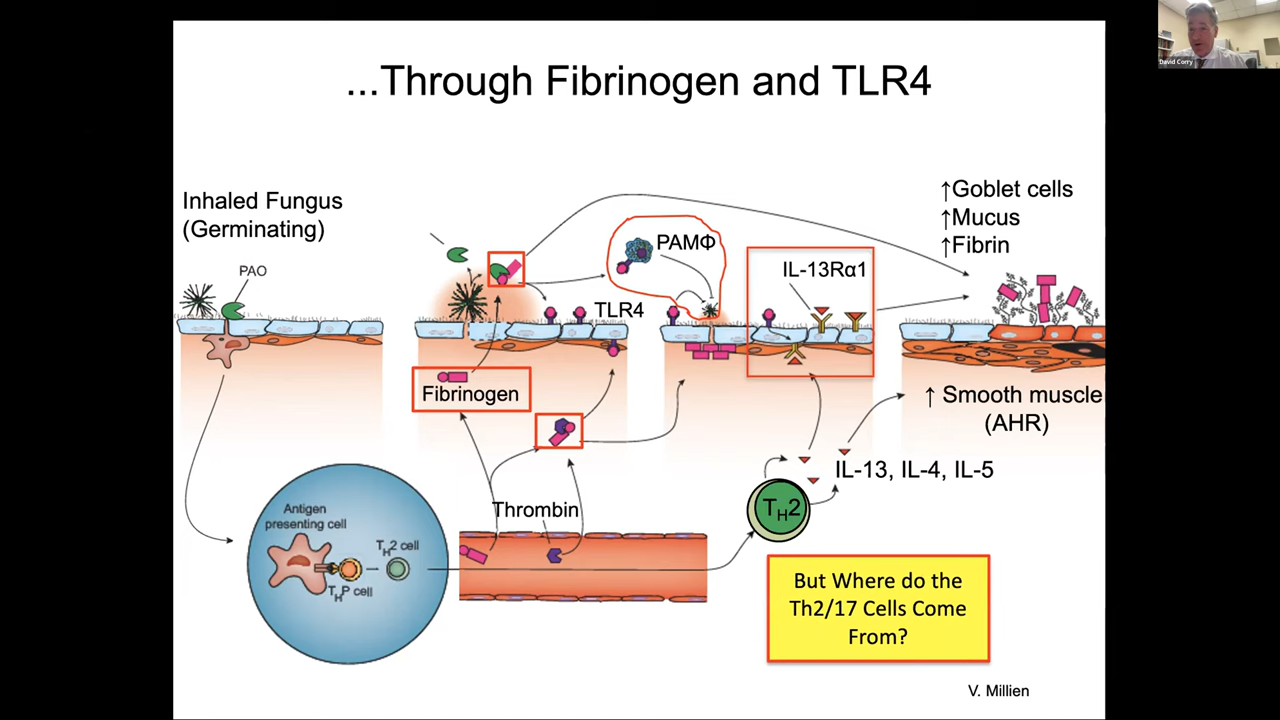 ...Through Fibrinogen and TLR4
David Corry
Inhaled Fungus
(Germinating)
PAO
Fibrinogen
TLR4
PAMΦ
IL-13Rα1
↑Goblet cells
↑Mucus
↑Fibrin
↑ Smooth muscle
(AHR)
IL-13, IL-4, IL-5
TH2
Thrombin
Antigen
presenting cell
TH2 cell
THP cell
But Where do the
Th2/17 Cells Come
From?
V. Millien